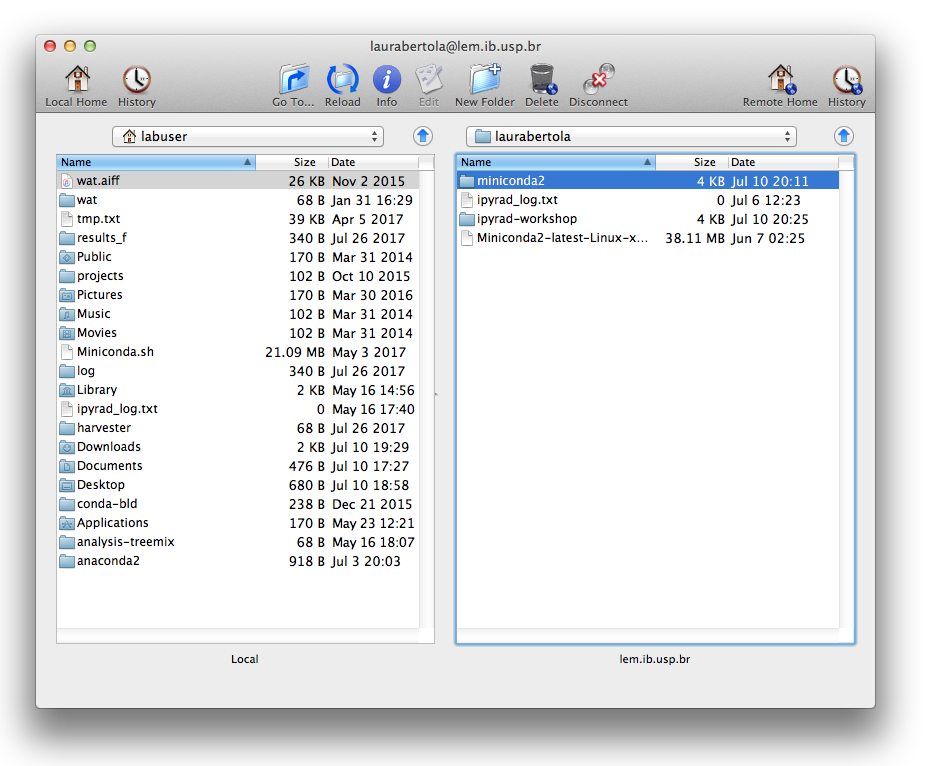 laurabertola@lem.ib.usp.br
Local Home History Go To... Reload Info Edit New Folder Delete Disconnect Remote Home History
labuser
Name Size Date
wat.aiff 26 KB Nov 2 2015
wat 68 B Jan 31 16:29
tmp.txt 39 KB Apr 5 2017
results_f 340 B Jul 26 2017
Public 170 B Mar 31 2014
projects 102 B Oct 10 2015
Pictures 170 B Mar 30 2016
Music 102 B Mar 31 2014
Movies 102 B Mar 31 2014
Miniconda.sh 21.09 MB May 3 2017
log 340 B Jul 26 2017
Library 2 KB May 16 14:56
ipyrad_log.txt 0 May 16 17:40
harvester 68 B Jul 26 2017
Downloads 2 KB Jul 10 19:29
Documents 476 B Jul 10 17:27
Desktop 680 B Jul 10 18:58
conda-bld 238 B Dec 21 2015
Applications 170 B May 23 12:21
analysis-treemix 68 B May 16 18:07
anaconda2 918 B Jul 3 20:03
Local
laurabertola
Name Size Date
miniconda2 4 KB Jul 10 20:11
ipyrad_log.txt 0 Jul 6 12:23
ipyrad-workshop 4 KB Jul 10 20:25
Miniconda2-latest-Linux-x... 38.11 MB Jun 7 02:25
lem.ib.usp.br